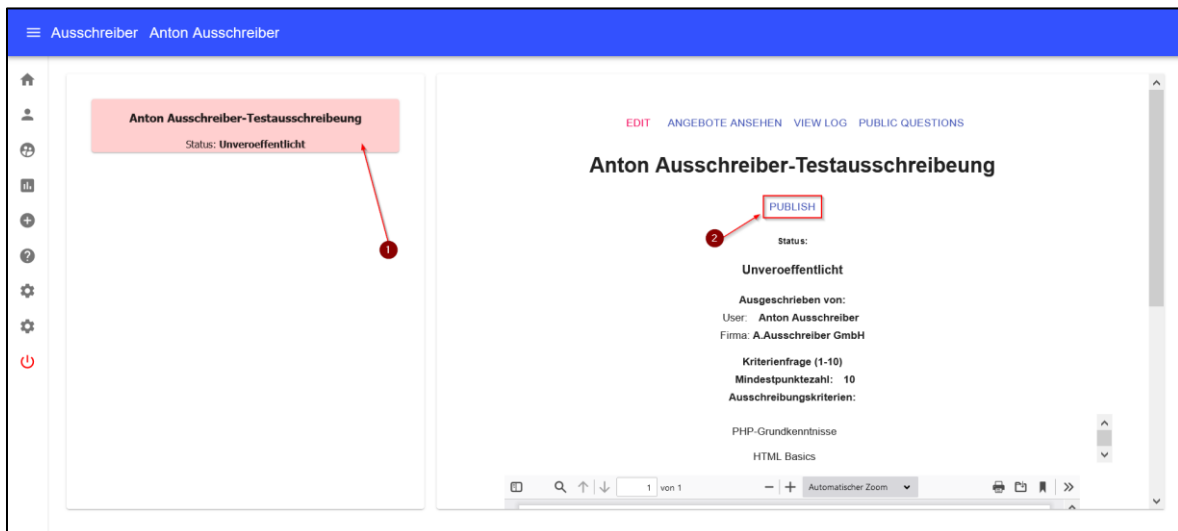 Ausschreiber Anton Ausschreiber
Anton Ausschreiber-Testausschreibeung
Status: Unveroeffentlicht
1
EDIT ANGEBOTE ANSEHEN VIEW LOG PUBLIC QUESTIONS
Anton Ausschreiber-Testausschreibeung
PUBLISH
2
Status:
Unveroeffentlicht
Ausgeschrieben von:
User: Anton Ausschreiber
Firma: A.Ausschreiber GmbH
Kriterienfrage (1-10)
Mindestpunktezahl: 10
Ausschreibungskriterien:
PHP-Grundkenntnisse
HTML Basics
1 von 1 Automatischer Zoom